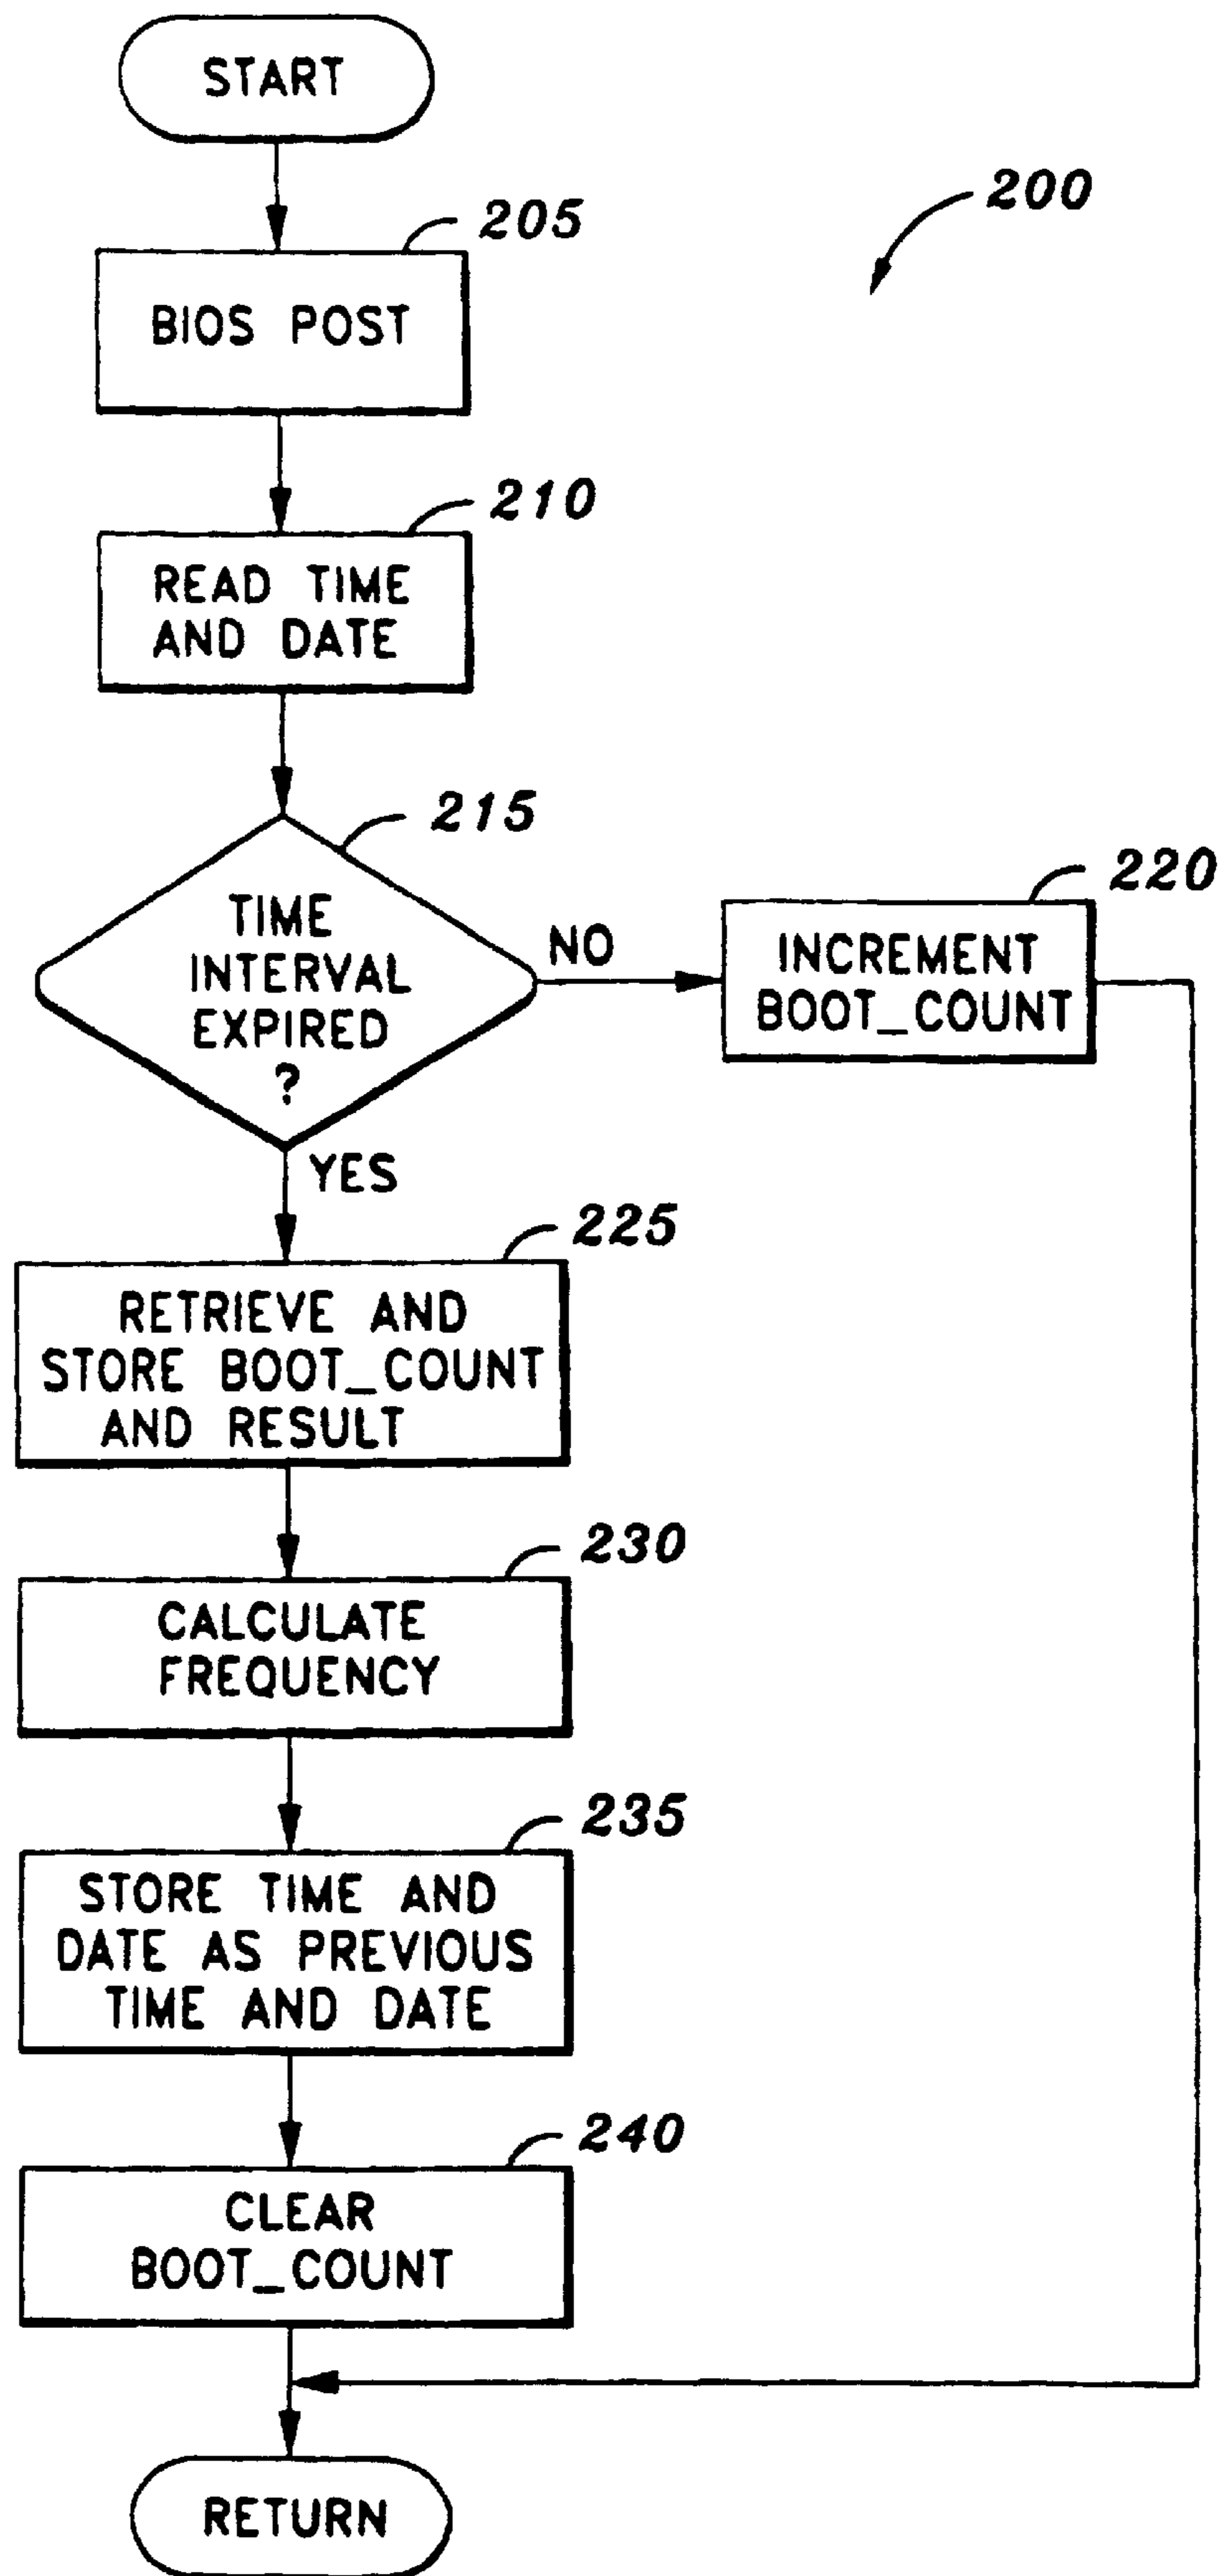 START
200
205
BIOS POST
210
READ TIME
AND DATE
215
TIME
INTERVAL
EXPIRED
?
NO
220
INCREMENT
BOOT_COUNT
YES
225
RETRIEVE AND
STORE BOOT_COUNT
AND RESULT
230
CALCULATE
FREQUENCY
235
STORE TIME AND
DATE AS PREVIOUS
TIME AND DATE
240
CLEAR
BOOT_COUNT
RETURN